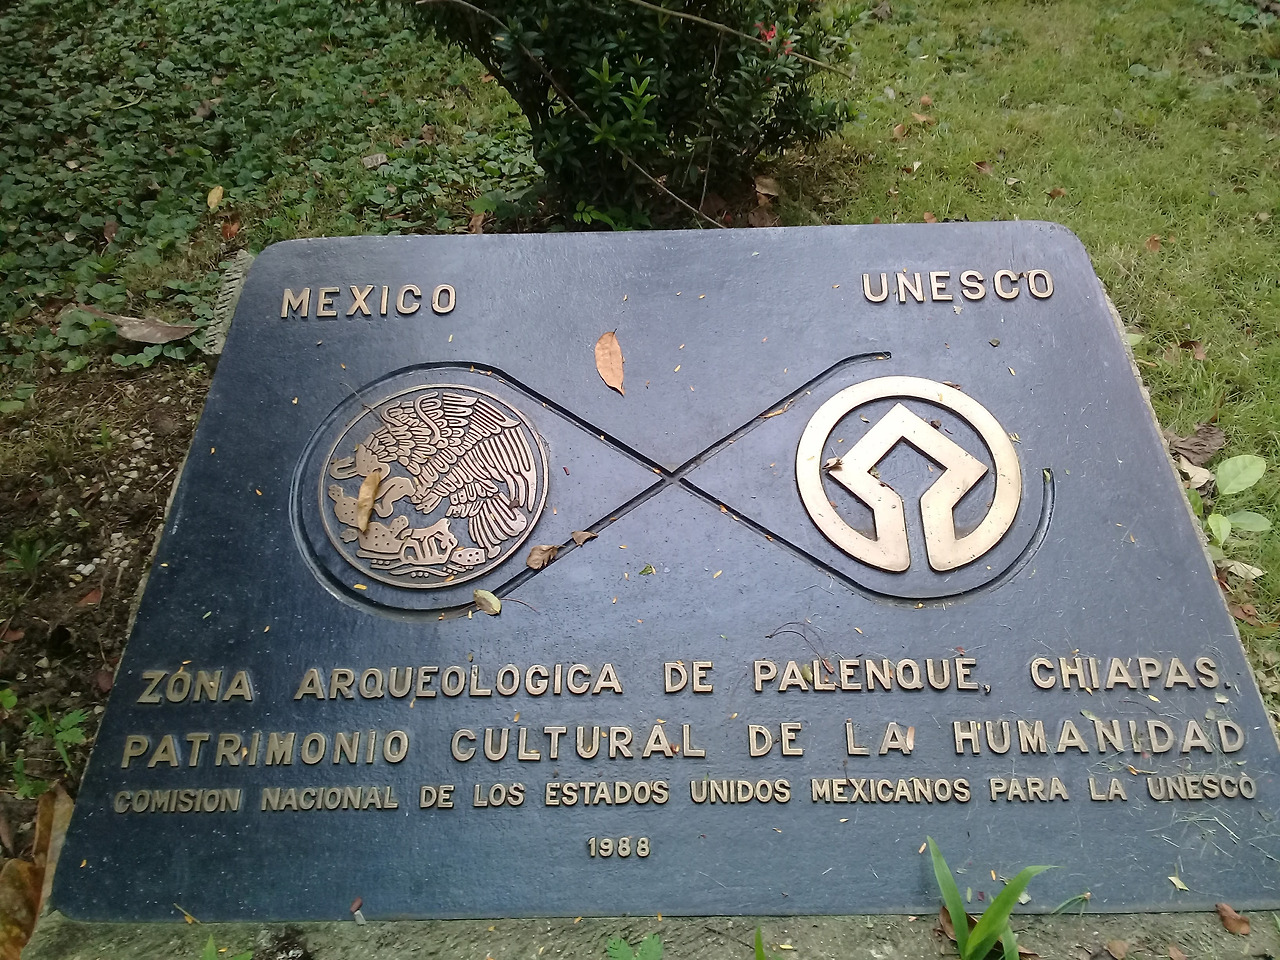 MEXICO
UNESCO
ZONA ARQUEOLOGICA DE PALENQUE, CHIAPAS.
PATRIMONIO CULTURAL DE LA HUMANIDAD
COMISION NACIONAL DE LOS ESTADOS UNIDOS MEXICANOS PARA LA UNESCO
1988